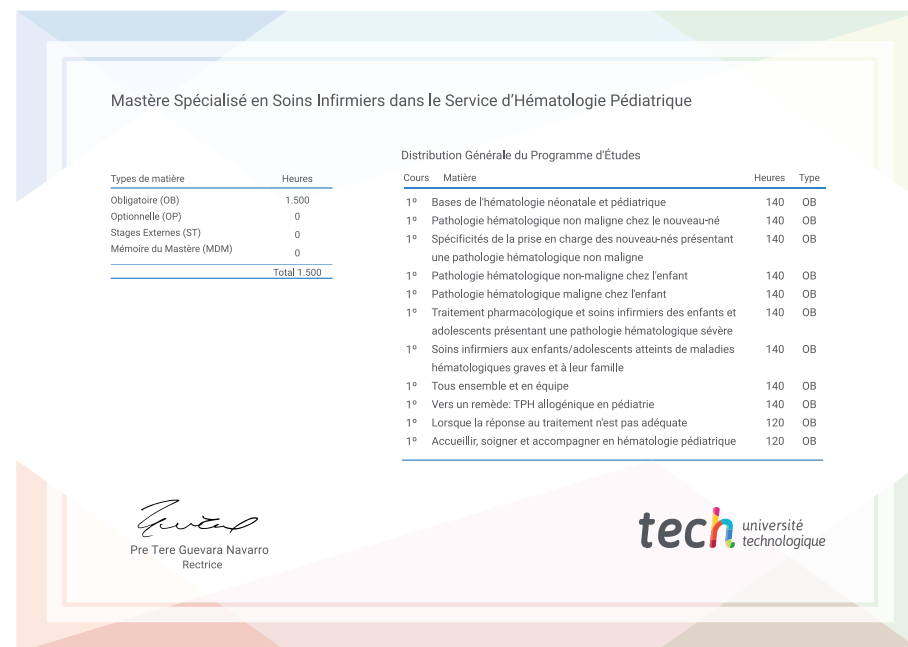 Mastère Spécialisé en Soins Infirmiers dans le Service d'Hématologie Pédiatrique
Types de matière Heures
Obligatoire (OB) 1.500
Optionnelle (OP) 0
Stages Externes (ST) 0
Mémoire du Mastère (MDM) 0
Total 1.500
Distribution Générale du Programme d'Études
Cours Matière Heures Type
1º Bases de l'hématologie néonatale et pédiatrique 140 OB
1º Pathologie hématologique non maligne chez le nouveau-né 140 OB
1º Spécificités de la prise en charge des nouveau-nés présentant 140 OB
une pathologie hématologique non maligne
1º Pathologie hématologique non-maligne chez l'enfant 140 OB
1º Pathologie hématologique maligne chez l'enfant 140 OB
1º Traitement pharmacologique et soins infirmiers des enfants et 140 OB
adolescents présentant une pathologie hématologique sévère
1º Soins infirmiers aux enfants/adolescents atteints de maladies 140 OB
hématologiques graves et à leur famille
1º Tous ensemble et en équipe 140 OB
1º Vers un remède: TPH allogénique en pédiatrie 140 OB
1º Lorsque la réponse au traitement n'est pas adéquate 120 OB
1º Accueillir, soigner et accompagner en hématologie pédiatrique 120 OB
Pre Tere Guevara Navarro
Rectrice
tech université
technologique